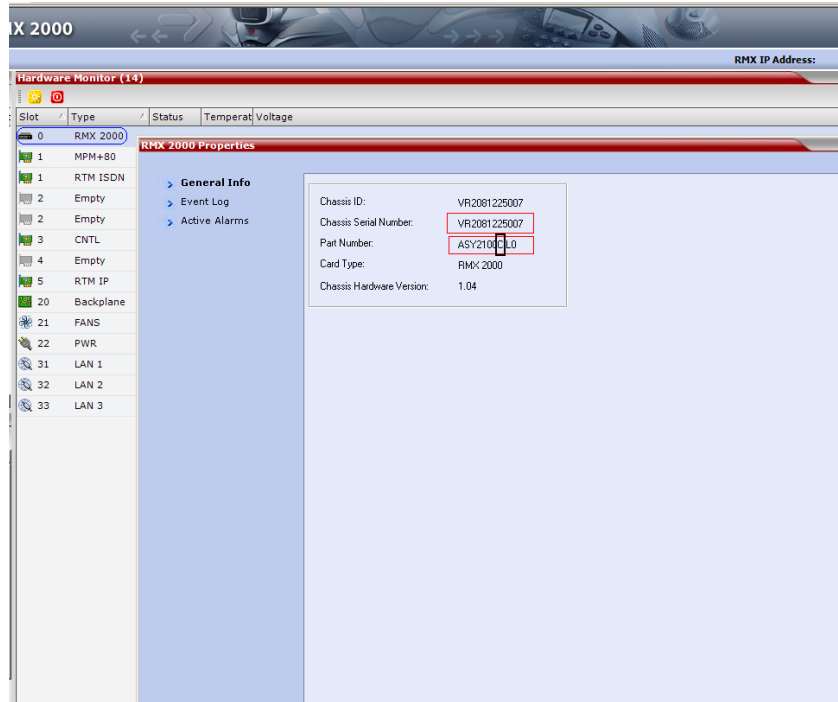 IX 2000
RMX IP Address:
Hardware Monitor (14)
Slot Type Status Temperat Voltage
0 RMX 2000
1 MPM+80
1 RTM ISDN
2 Empty
2 Empty
3 CNTL
4 Empty
5 RTM IP
20 Backplane
21 FANS
22 PWR
31 LAN 1
32 LAN 2
33 LAN 3
RMX 2000 Properties
General Info
Event Log
Active Alarms
Chassis ID: VR2081225007
Chassis Serial Number: VR2081225007
Part Number: ASY2100C L0
Card Type: RMX 2000
Chassis Hardware Version: 1.04